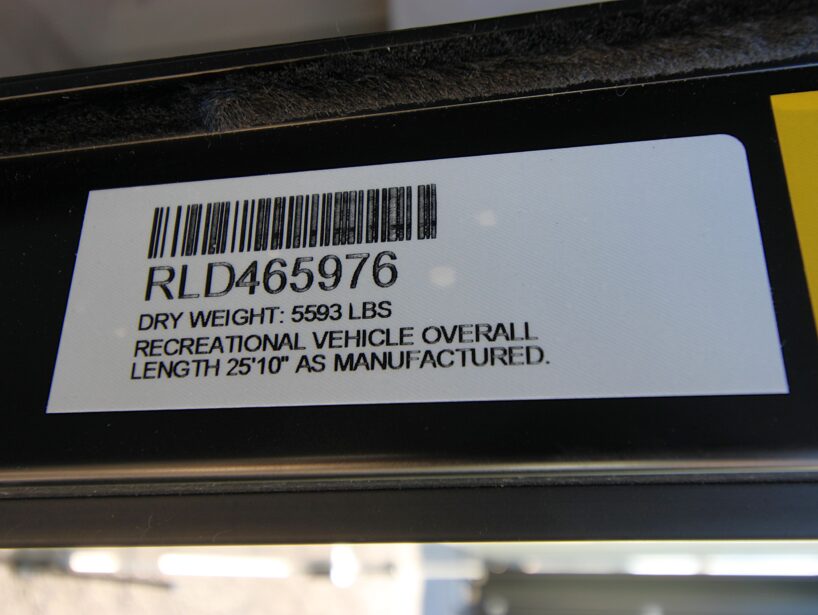 RLD465976
DRY WEIGHT: 5593 LBS
RECREATIONAL VEHICLE OVERALL
LENGTH 25'10" AS MANUFACTURED.